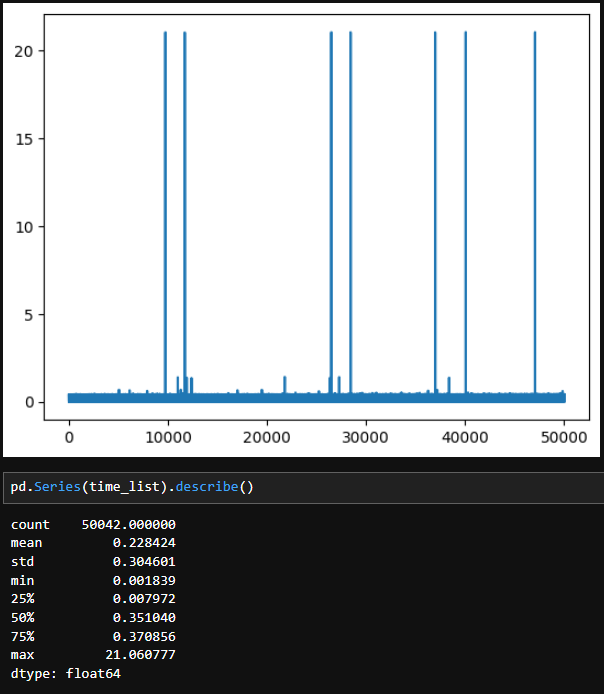 20
15
10
5
0
0 10000 20000 30000 40000 50000
pd.Series(time_list).describe()
count 50042.000000
mean 0.228424
std 0.304601
min 0.001839
25% 0.007972
50% 0.351040
75% 0.370856
max 21.060777
dtype: float64